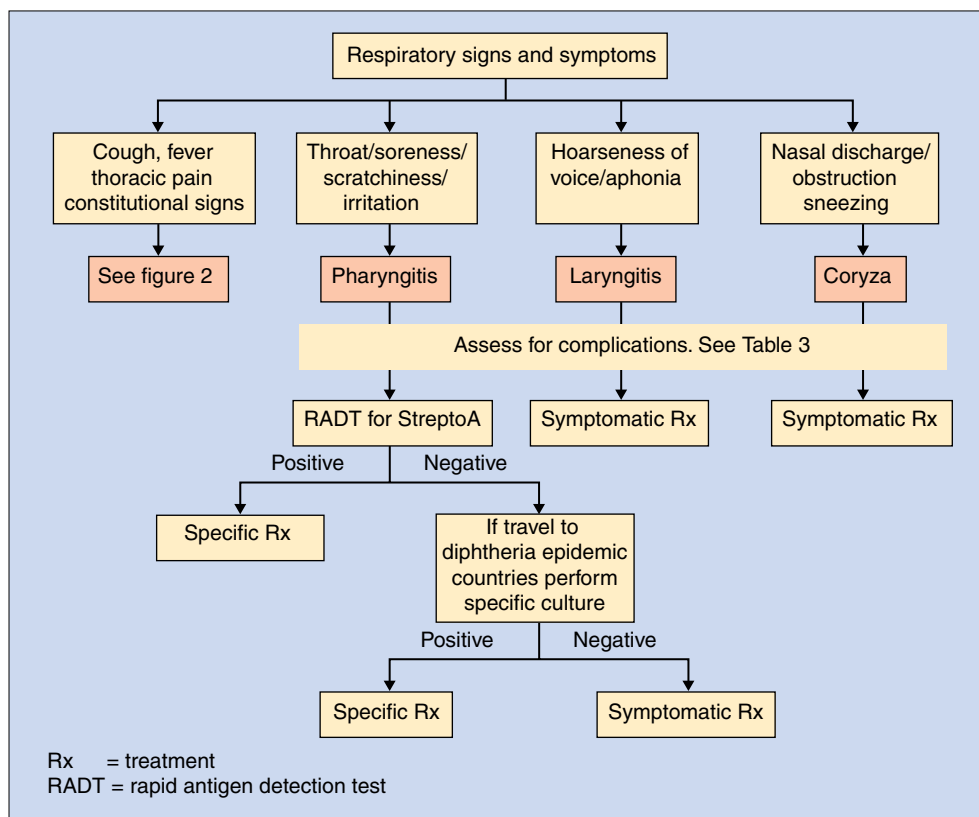 Respiratory signs and symptoms
Cough, fever
thoracic pain
constitutional signs
Throat/soreness/
scratchiness/
irritation
Hoarseness of
voice/aphonia
Nasal discharge/
obstruction
sneezing
See figure 2
Pharyngitis
Laryngitis
Coryza
Assess for complications. See Table 3
RADT for StreptoA
Symptomatic Rx
Symptomatic Rx
Positive
Negative
Specific Rx
If travel to
diphtheria epidemic
countries perform
specific culture
Positive
Negative
Specific Rx
Symptomatic Rx
Rx = treatment
RADT = rapid antigen detection test